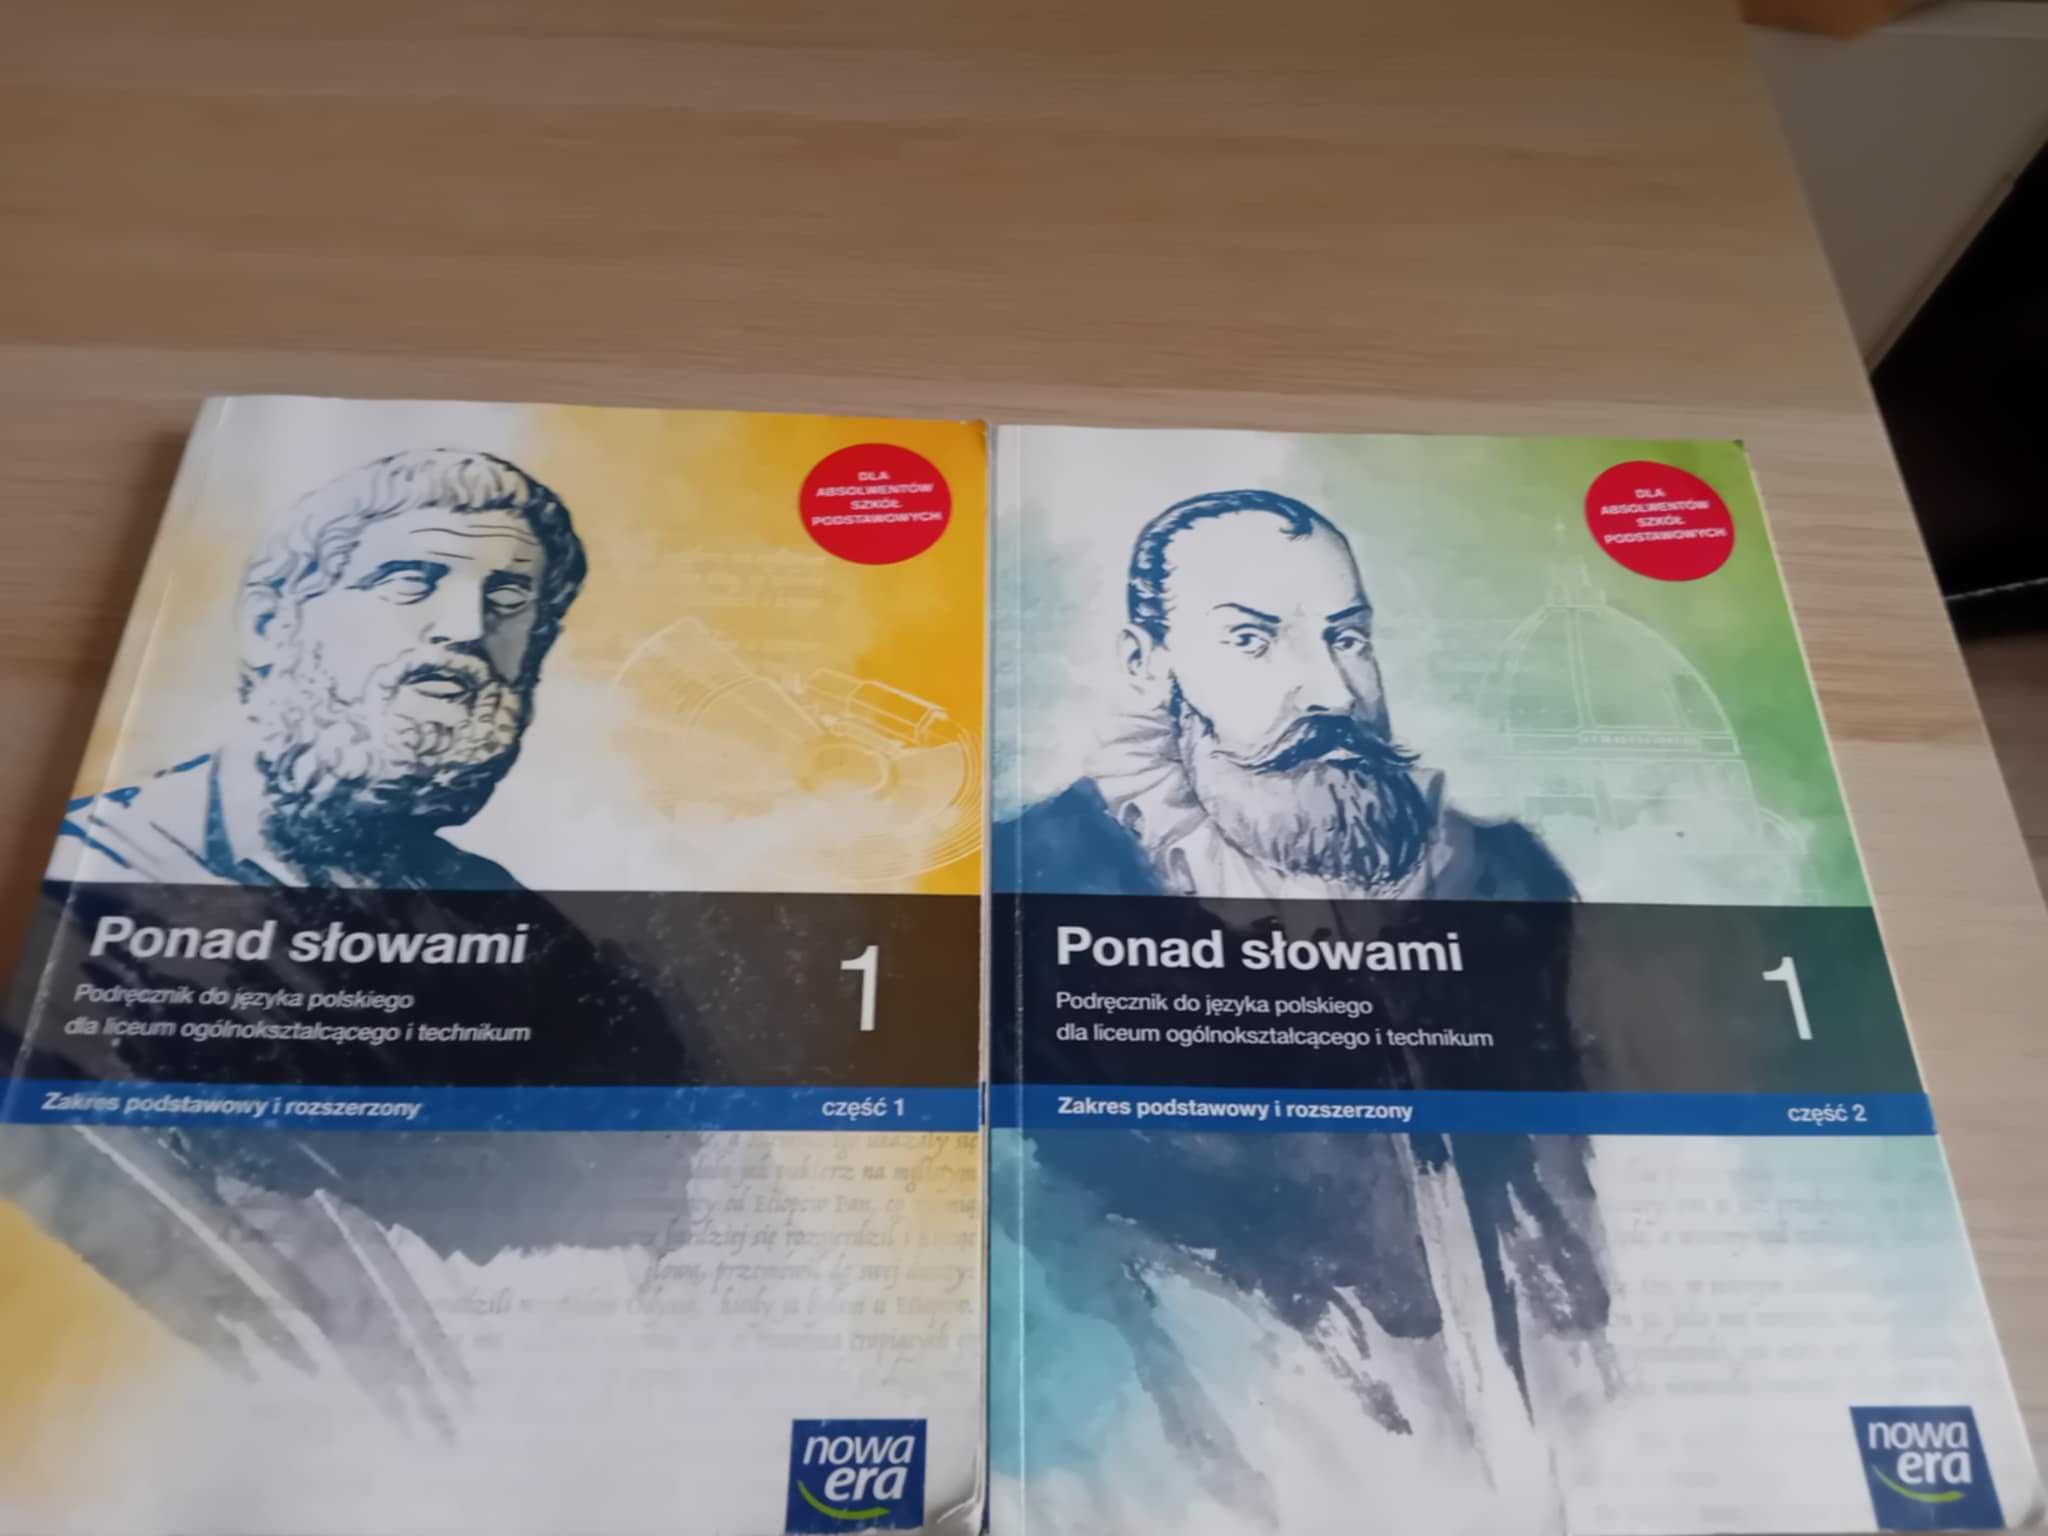 DLA
ABSOLWENTÓW
SZKÓŁ
PODSTAWOWYCH
Ponad słowami
1
Podręcznik do języka polskiego
dla liceum ogólnokształcącego i technikum
Zakres podstawowy i rozszerzony
część 1
nowa
era
DLA
ABSOLWENTÓW
SZKÓŁ
PODSTAWOWYCH
Ponad słowami
1
Podręcznik do języka polskiego
dla liceum ogólnokształcącego i technikum
Zakres podstawowy i rozszerzony
część 2
nowa
era